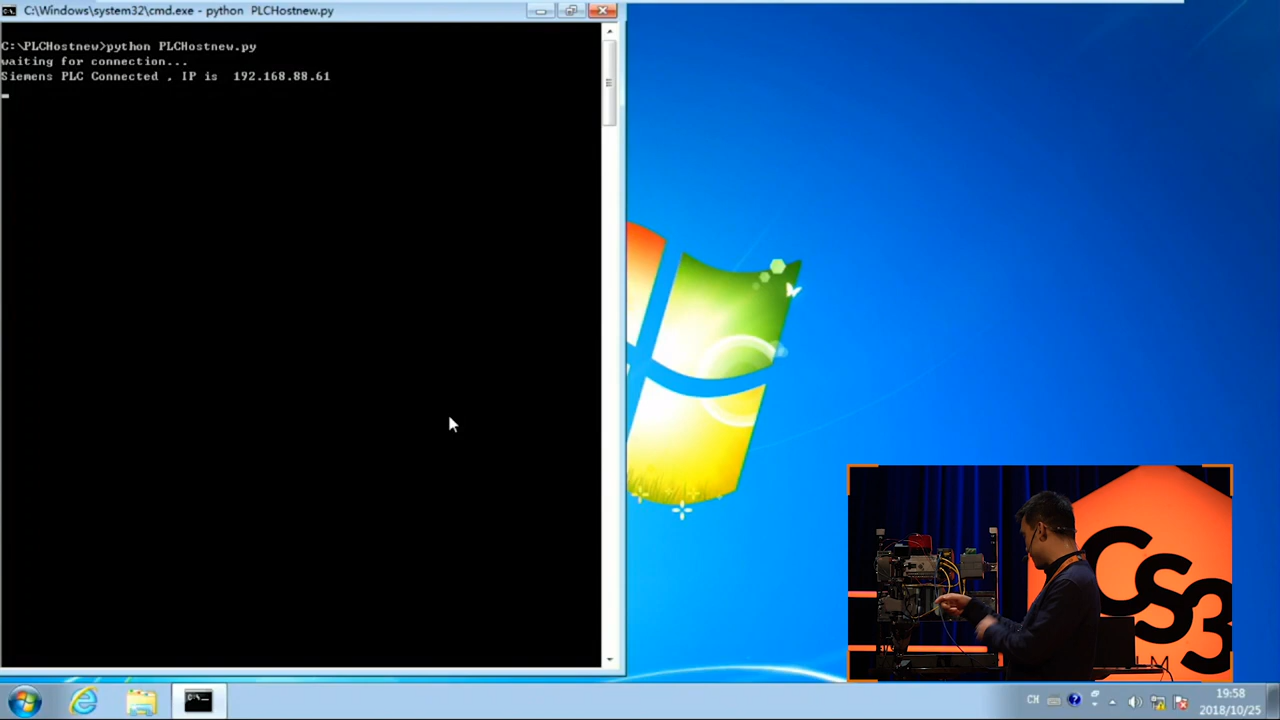 C:\Windows\system32\cmd.exe - python  PLCHostnew.py
C:\PLCHostnew>python PLCHostnew.py
waiting for connection...
Siemens PLC Connected , IP is  192.168.88.61
CS3
LM
C:\_
CH
19:58
2018/10/25